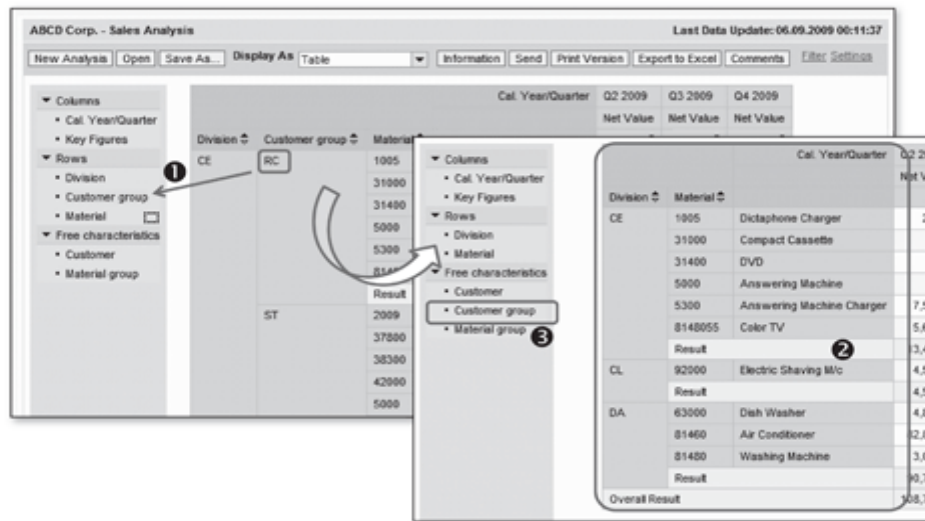 ABCD Corp. - Sales Analysis
Last Data Update: 06.09.2009 00:11:37
New Analysis Open Save As... Display As Table Information Send Print Version Export to Excel Comments Filter Settings
Columns
Cal. Year/Quarter
Key Figures
Rows
Division
Customer group
Material
Free characteristics
Customer
Material group
1
Cal. Year/Quarter Q2 2009 Q3 2009 Q4 2009
Net Value Net Value Net Value
Division Customer group Material
CE RC 1005
31000
31400
5000
5300
Result
ST 2009
37800
38300
42000
5000
Columns
Cal. Year/Quarter
Key Figures
Rows
Division
Material
Free characteristics
Customer
Customer group
Material group
3
Cal. Year/Quarter
Division Material
CE 1005 Dictaphone Charger
31000 Compact Cassette
31400 DVD
5000 Answering Machine
5300 Answering Machine Charger
8148055 Color TV
Result
2
CL 92000 Electric Shaving M/c
Result
DA 63000 Dish Washer
81460 Air Conditioner
81480 Washing Machine
Result
Overall Result